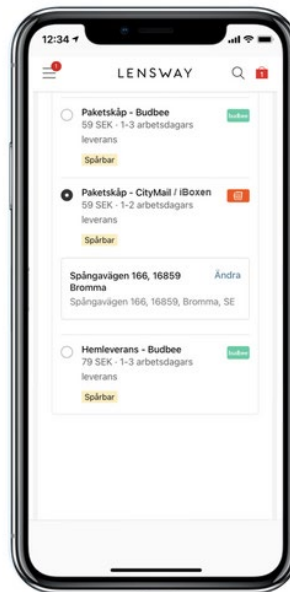 12:34
1
LENSWAY
1
Paketskåp - Budbee
budbee
59 SEK - 1-3 arbetsdagars
leverans
Spårbar
Paketskåp - CityMail / iBoxen
59 SEK - 1-2 arbetsdagars
leverans
Spårbar
Spångavägen 166, 16859
Bromma
Ändra
Spångavägen 166, 16859, Bromma, SE
Hemleverans - Budbee
budbee
79 SEK - 1-3 arbetsdagars
leverans
Spårbar